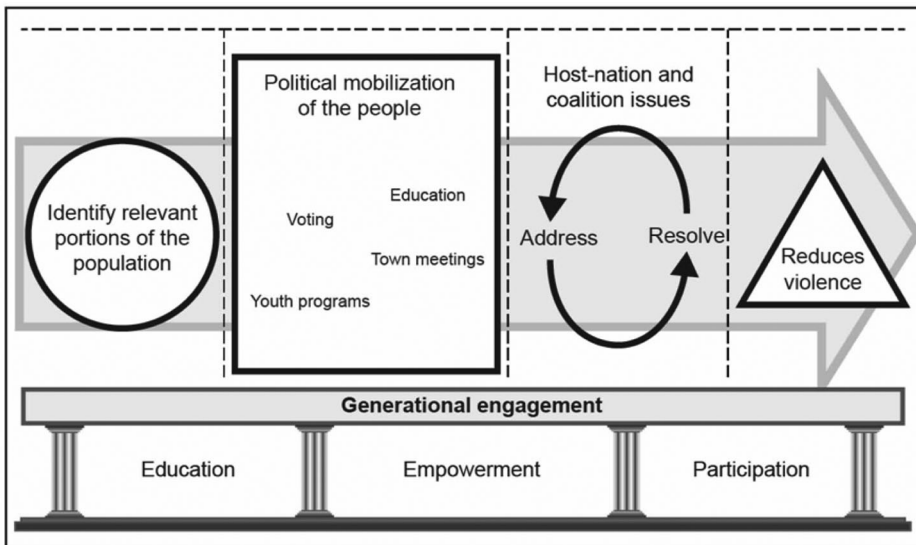 Identify relevant
portions of the
population
Political mobilization
of the people
Education
Voting
Town meetings
Youth programs
Host-nation and
coalition issues
Address
Resolve
Reduces
violence
Generational engagement
Education
Empowerment
Participation